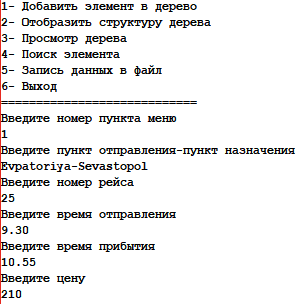 1- Добавить элемент в дерево
2- Отобразить структуру дерева
3- Просмотр дерева
4- Поиск элемента
5- Запись данных в файл
6- Выход
============================
Введите номер пункта меню
1
Введите пункт отправления-пункт назначения
Evpatoriya-Sevastopol
Введите номер рейса
25
Введите время отправления
9.30
Введите время прибытия
10.55
Введите цену
210